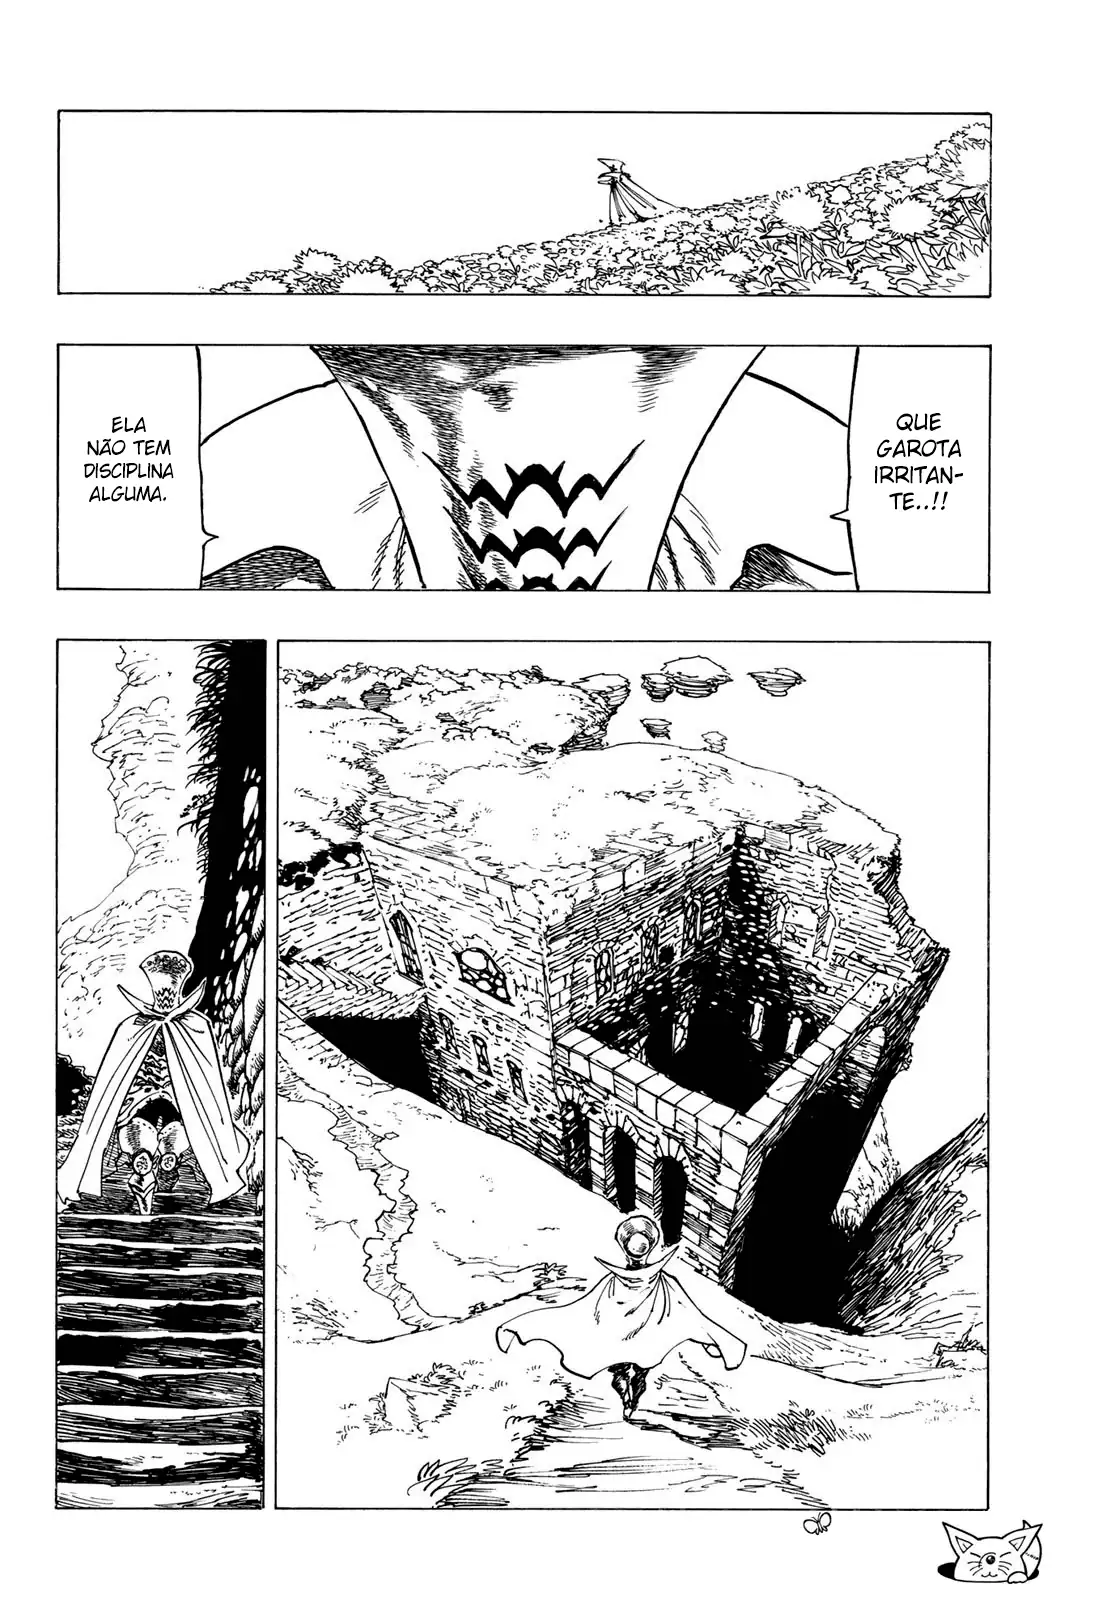 QUE
GAROTA
IRRITAN-
TE..!!
ELA
NÃO TEM
DISCIPLINA
ALGUMA.